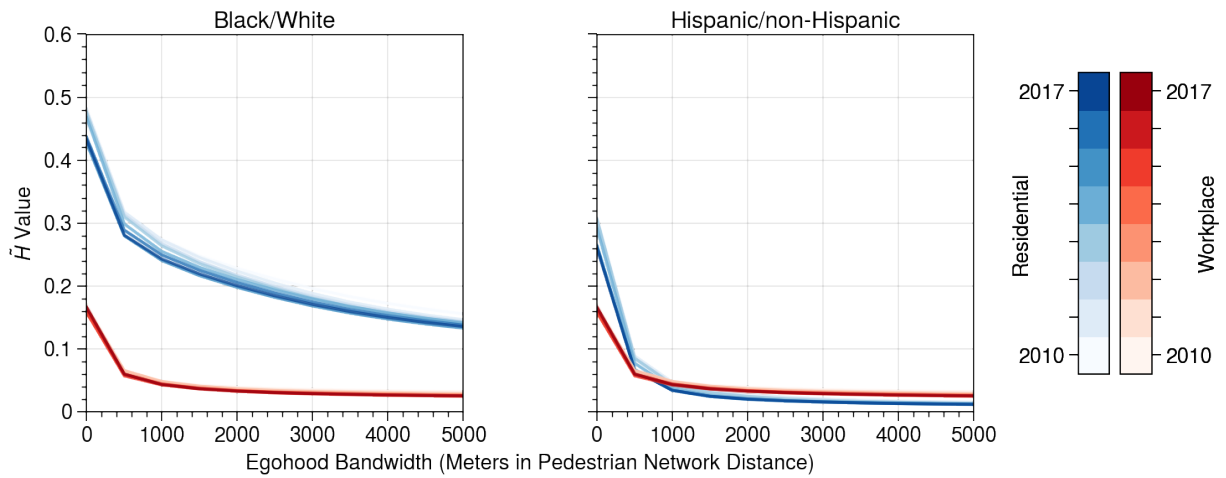 Black/White
Hispanic/non-Hispanic
0.6
0.5
0.4
0.3
0.2
0.1
0
H̃ Value
0 1000 2000 3000 4000 5000
0 1000 2000 3000 4000 5000
Egohood Bandwidth (Meters in Pedestrian Network Distance)
2017
2010
Residential
2017
2010
Workplace